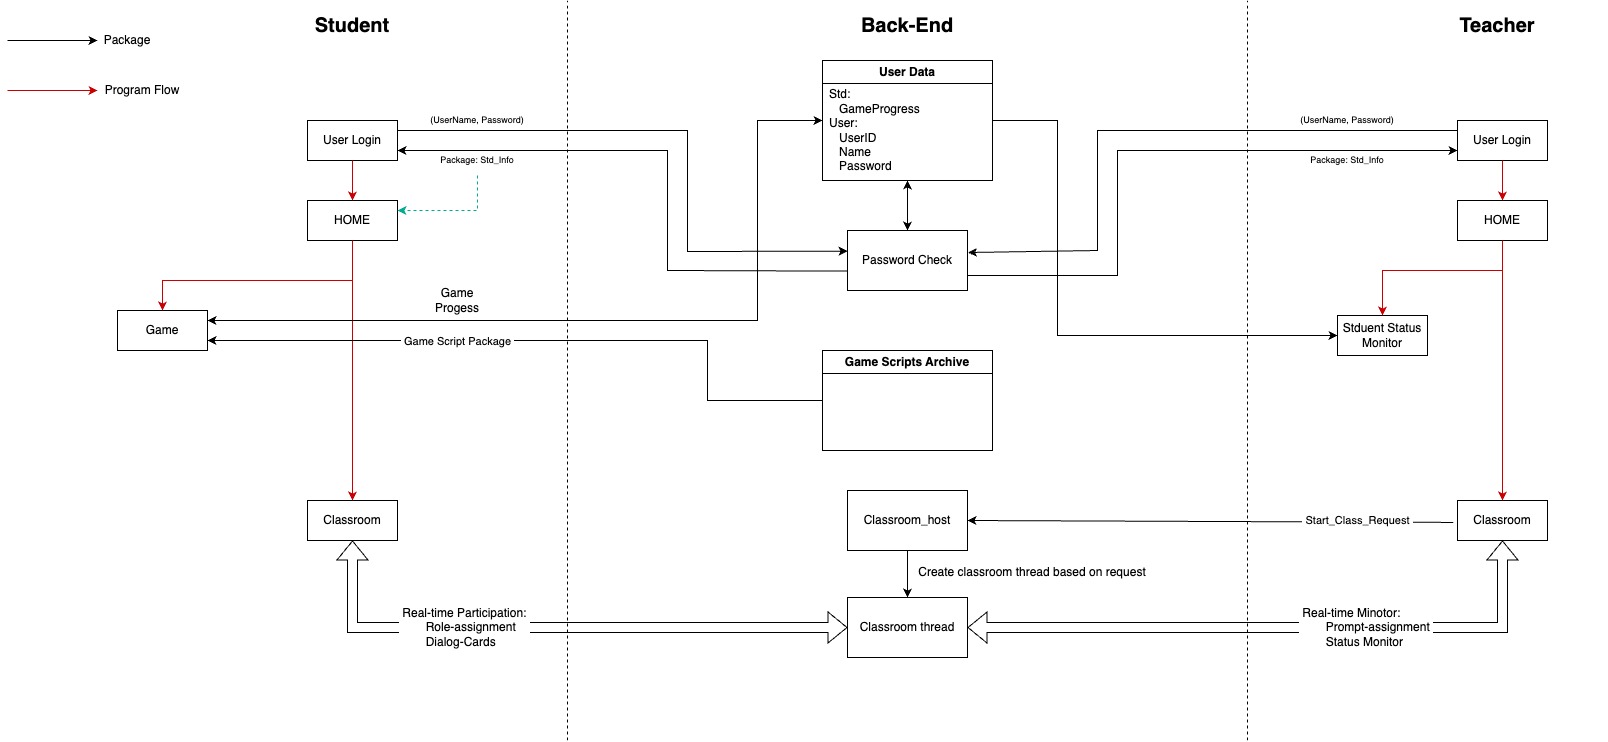 Student
Back-End
Teacher
Package
Program Flow
User Data
Std:
GameProgress
User:
UserID
Name
Password
(UserName, Password)
(UserName, Password)
User Login
User Login
Package: Std_Info
Package: Std_Info
HOME
HOME
Password Check
Game
Progess
Game
Stduent Status
Monitor
Game Script Package
Game Scripts Archive
Classroom
Classroom_host
Start_Class_Request
Classroom
Create classroom thread based on request
Real-time Participation:
Role-assignment
Dialog-Cards
Classroom thread
Real-time Minotor:
Prompt-assignment
Status Monitor